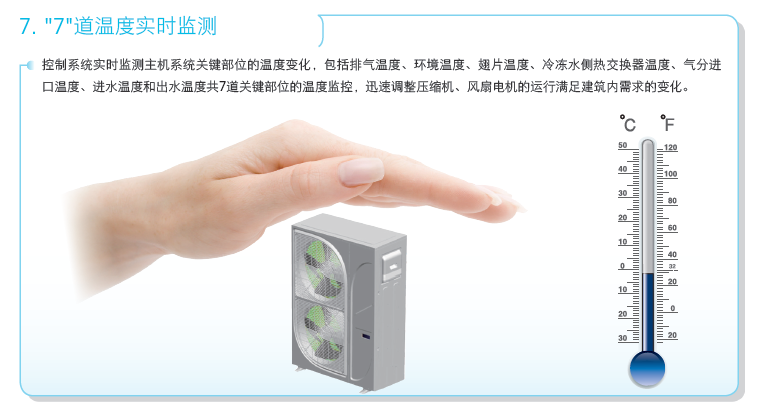 7. "7"道温度实时监测
控制系统实时监测主机系统关键部位的温度变化，包括排气温度、环境温度、翅片温度、冷冻水侧热交换器温度、气分进
口温度、进水温度和出水温度共7道关键部位的温度监控，迅速调整压缩机、风扇电机的运行满足建筑内需求的变化。
°C °F
50 120
40 100
30 80
20 60
10 40
0 32
10 20
20 0
30 20